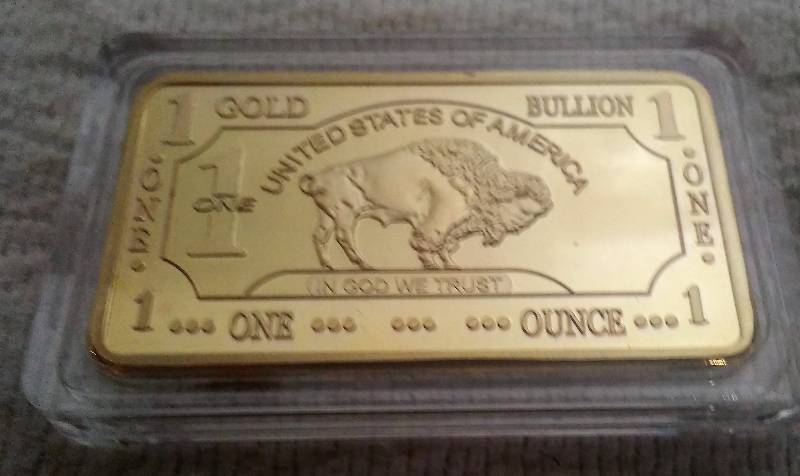 1 GOLD BULLION 1
UNITED STATES OF AMERICA
1
ONE
ONE
ONE
IN GOD WE TRUST
1 ONE OUNCE 1